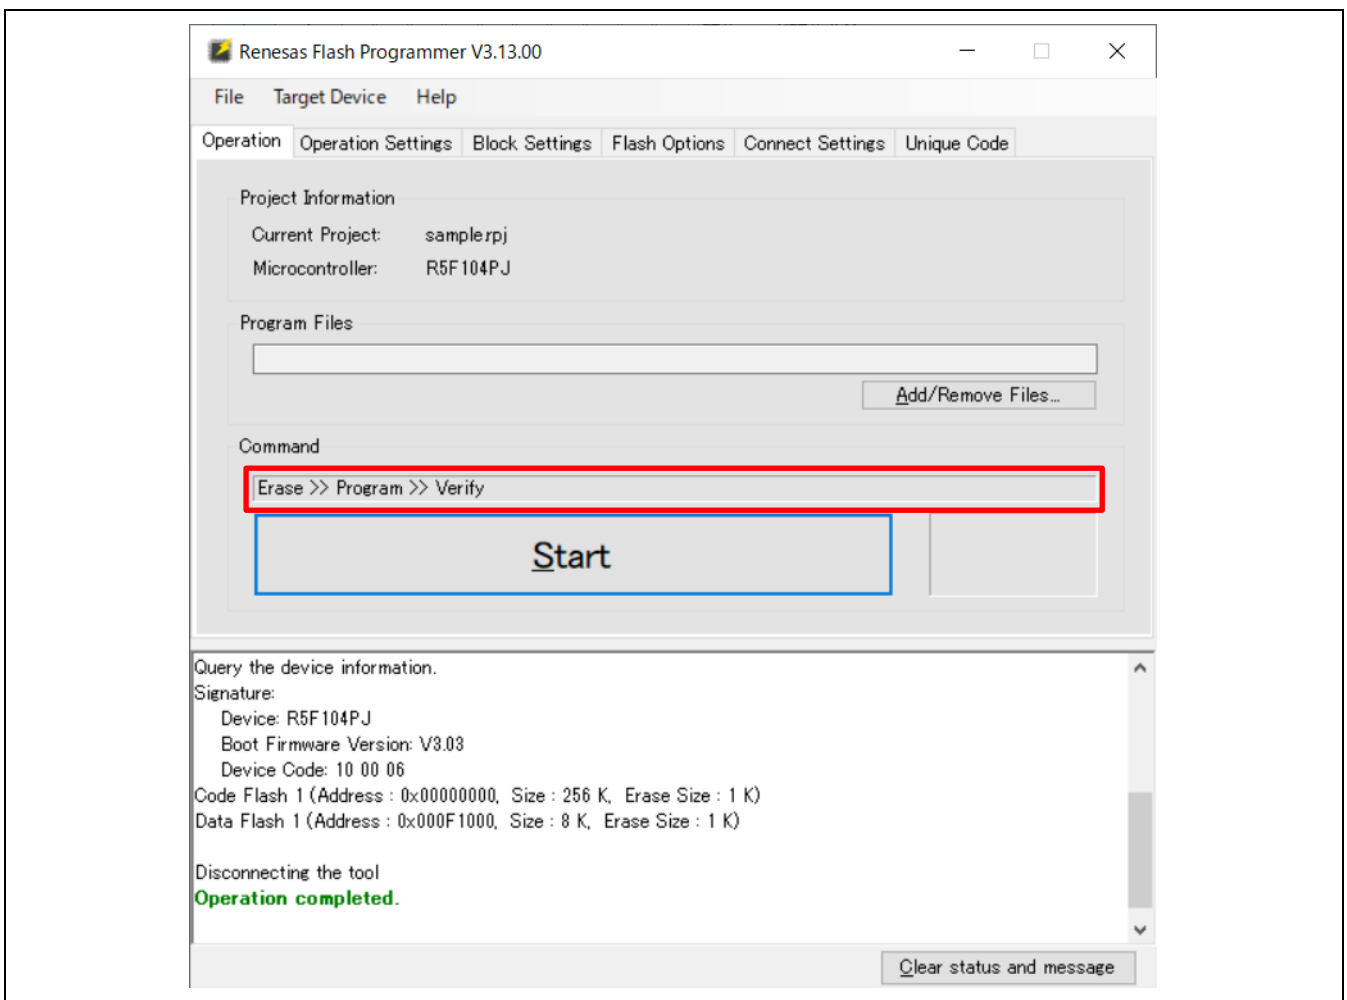 Renesas Flash Programmer V3.13.00
File Target Device Help
Operation Operation Settings Block Settings Flash Options Connect Settings Unique Code
Project Information
Current Project: sample.rpj
Microcontroller: R5F104PJ
Program Files
Add/Remove Files...
Command
Erase >> Program >> Verify
Start
Query the device information.
Signature:
Device: R5F104PJ
Boot Firmware Version: V3.03
Device Code: 10 00 06
Code Flash 1 (Address : 0x00000000, Size : 256 K, Erase Size : 1 K)
Data Flash 1 (Address : 0x000F1000, Size : 8 K, Erase Size : 1 K)
Disconnecting the tool
Operation completed.
Clear status and message